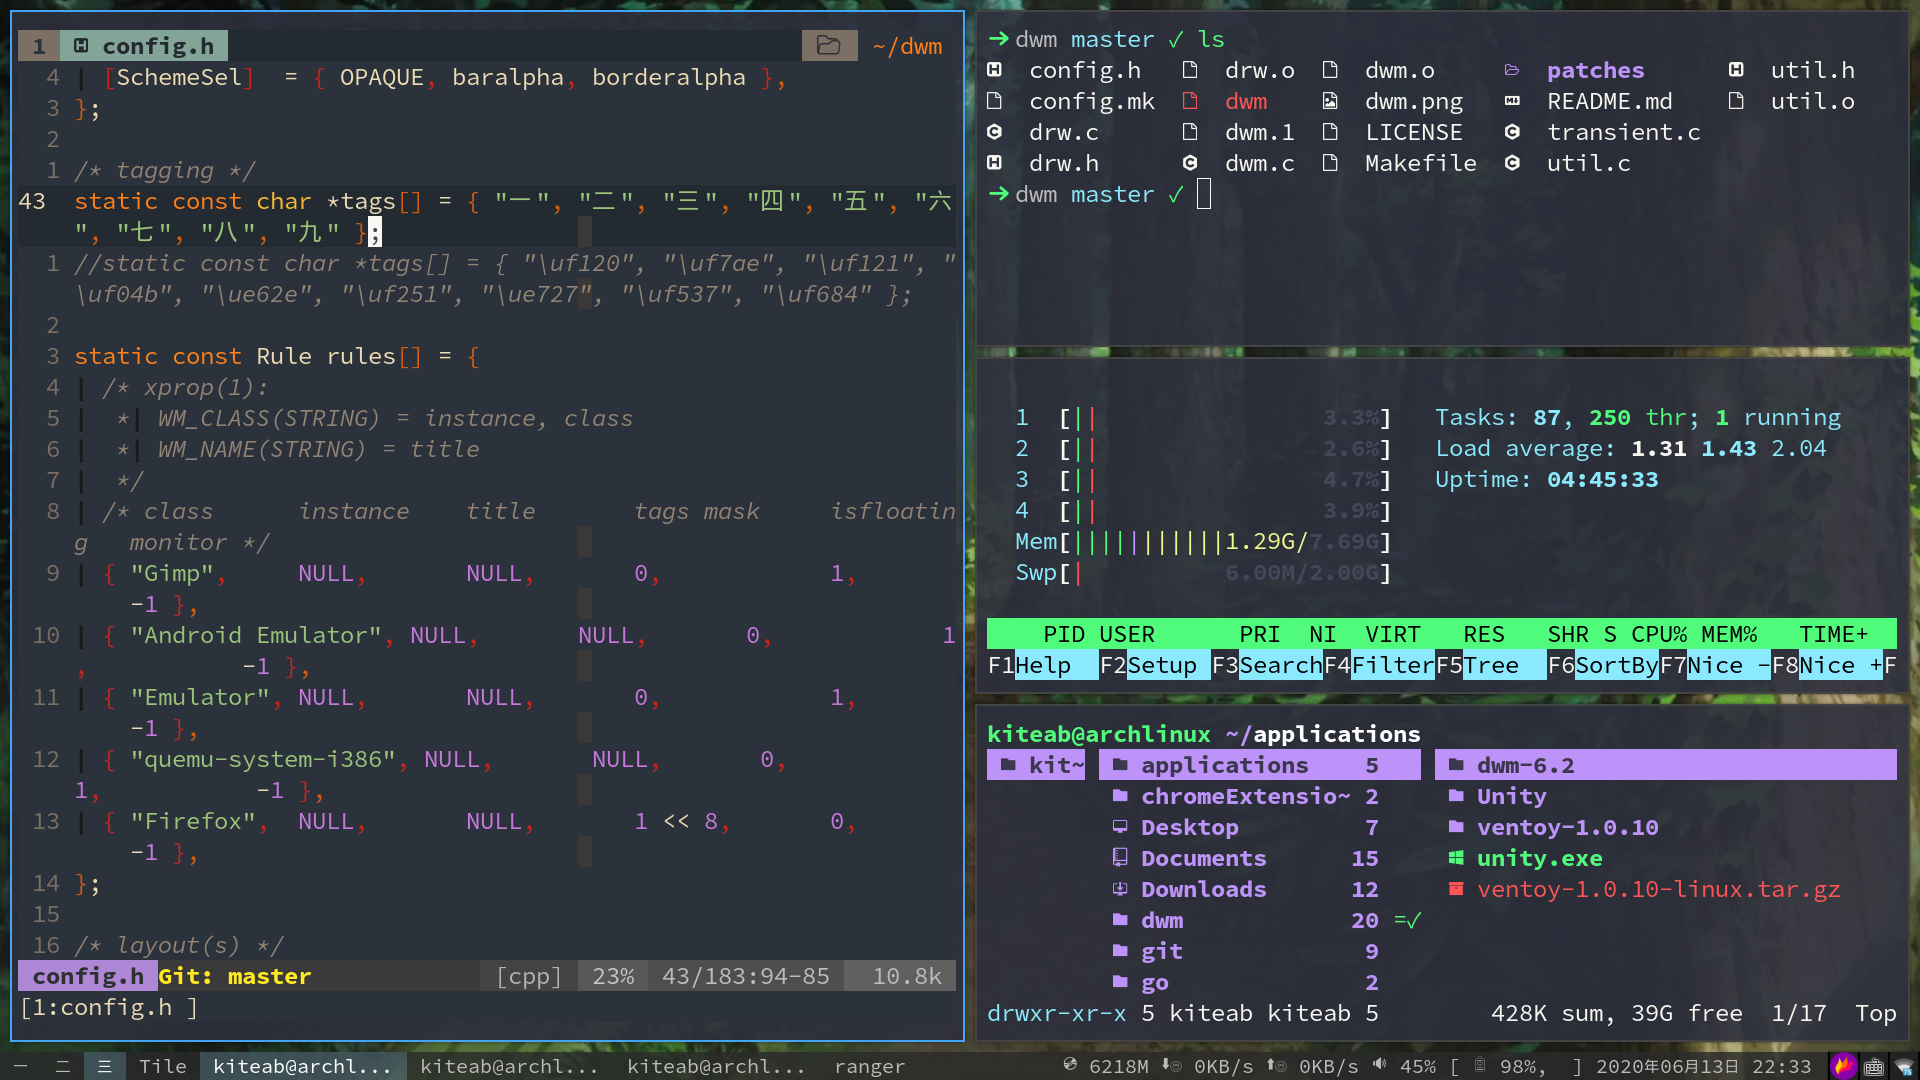 1 config.h ~/dwm
4 [SchemeSel]  = { OPAQUE, baralpha, borderalpha },
3 };
2
1 /* tagging */
43 static const char *tags[] = { "一", "二", "三", "四", "五", "六
", "七", "八", "九" };
1 //static const char *tags[] = { "\uf120", "\uf7ae", "\uf121", "
\uf04b", "\ue62e", "\uf251", "\ue727", "\uf537", "\uf684" };
2
3 static const Rule rules[] = {
4 /* xprop(1):
5 * WM_CLASS(STRING) = instance, class
6 * WM_NAME(STRING) = title
7 */
8 /* class instance title tags mask isfloatin
g monitor */
9 { "Gimp", NULL, NULL, 0, 1,
-1 },
10 { "Android Emulator", NULL, NULL, 0, 1
, -1 },
11 { "Emulator", NULL, NULL, 0, 1,
-1 },
12 { "quemu-system-i386", NULL, NULL, 0,
1, -1 },
13 { "Firefox", NULL, NULL, 1 << 8, 0,
-1 },
14 };
15
16 /* layout(s) */
config.h Git: master [cpp] 23% 43/183:94-85 10.8k
[1:config.h ]
→ dwm master ✓ ls
config.h drw.o dwm.o patches util.h
config.mk dwm dwm.png README.md util.o
drw.c dwm.1 LICENSE transient.c
drw.h dwm.c Makefile util.c
→ dwm master ✓
1 [|| 3.3%] Tasks: 87, 250 thr; 1 running
2 [|| 2.6%] Load average: 1.31 1.43 2.04
3 [|| 4.7%] Uptime: 04:45:33
4 [|| 3.9%]
Mem[|||||||||||1.29G/7.69G]
Swp[| 6.00M/2.00G]
PID USER PRI NI VIRT RES SHR S CPU% MEM% TIME+
F1Help F2Setup F3SearchF4FilterF5Tree F6SortByF7Nice -F8Nice +F
kiteab@archlinux ~/applications
kit~ applications 5 dwm-6.2
chromeExtensio~ 2 Unity
Desktop 7 ventoy-1.0.10
Documents 15 unity.exe
Downloads 12 ventoy-1.0.10-linux.tar.gz
dwm 20 =✓
git 9
go 2
drwxr-xr-x 5 kiteab kiteab 5 428K sum, 39G free 1/17 Top
一 二 三 Tile kiteab@archl... kiteab@archl... kiteab@archl... ranger 6218M 0KB/s 0KB/s 45% [ 98%, ] 2020年06月13日 22:33